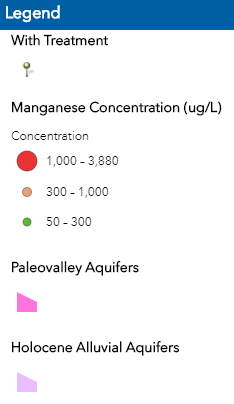 Legend
With Treatment
Manganese Concentration (ug/L)
Concentration
1,000 – 3,880
300 – 1,000
50 – 300
Paleovalley Aquifers
Holocene Alluvial Aquifers